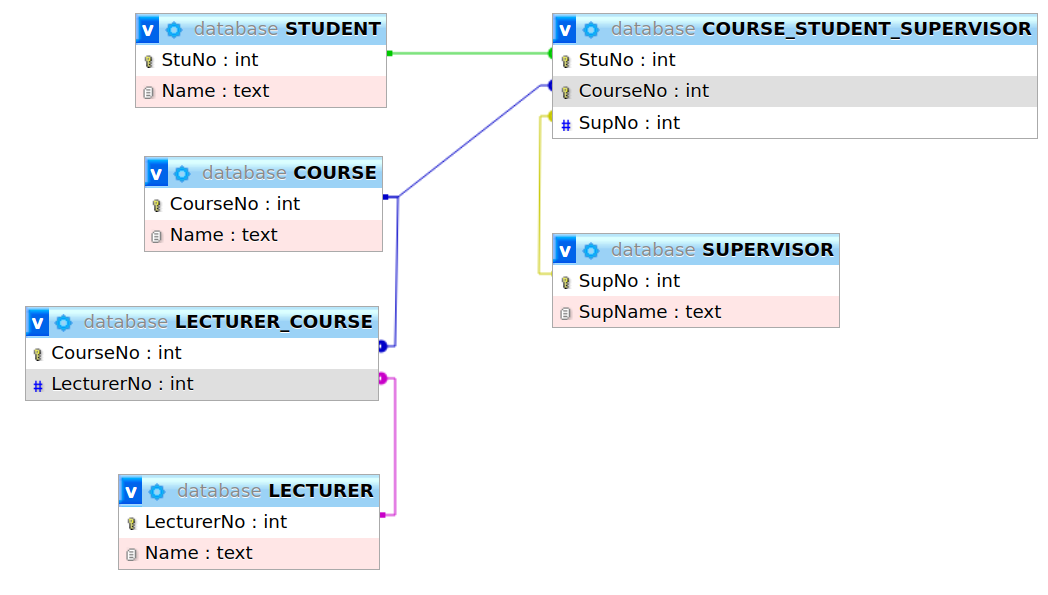 v database STUDENT
StuNo : int
Name : text
v database COURSE_STUDENT_SUPERVISOR
StuNo : int
CourseNo : int
# SupNo : int
v database COURSE
CourseNo : int
Name : text
v database SUPERVISOR
SupNo : int
SupName : text
v database LECTURER_COURSE
CourseNo : int
# LecturerNo : int
v database LECTURER
LecturerNo : int
Name : text